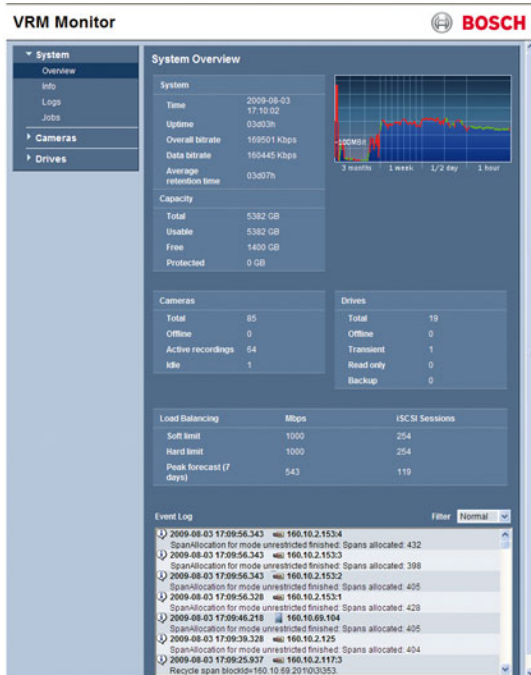 VRM Monitor
BOSCH
System
Overview
Info
Logs
Jobs
Cameras
Drives
System Overview
System
Time 2009-08-03 17:10:02
Uptime 03d03h
Overall bitrate 169501 Kbps
Data bitrate 160445 Kbps
Average retention time 03d07h
Capacity
Total 5382 GB
Usable 5382 GB
Free 1400 GB
Protected 0 GB
3 months 1 week 1/2 day 1 hour
Cameras
Total 85
Offline 0
Active recordings 64
Idle 1
Drives
Total 19
Offline 0
Transient 1
Read only 0
Backup 0
Load Balancing Mbps iSCSI Sessions
Soft limit 1000 254
Hard limit 1000 254
Peak forecast (7 days) 543 119
Event Log Filter Normal
2009-08-03 17:09:56.343 160.10.2.153:4
SpanAllocation for mode unrestricted finished: Spans allocated: 432
2009-08-03 17:09:56.343 160.10.2.153:3
SpanAllocation for mode unrestricted finished: Spans allocated: 398
2009-08-03 17:09:56.343 160.10.2.153:2
SpanAllocation for mode unrestricted finished: Spans allocated: 405
2009-08-03 17:09:56.328 160.10.2.153:1
SpanAllocation for mode unrestricted finished: Spans allocated: 428
2009-08-03 17:09:46.218 160.10.69.104
SpanAllocation for mode unrestricted finished: Spans allocated: 405
2009-08-03 17:09:39.328 160.10.2.125
SpanAllocation for mode unrestricted finished: Spans allocated: 404
2009-08-03 17:09:25.937 160.10.2.117:3
Recycle span blockId=160.10.69.201\0\3\353.